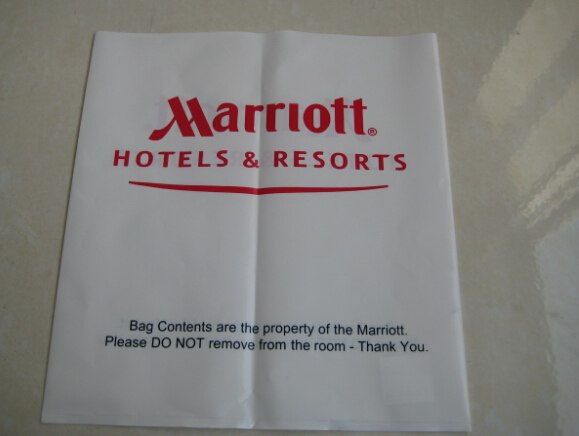 Marriott®
HOTELS & RESORTS
Bag Contents are the property of the Marriott.
Please DO NOT remove from the room - Thank You.